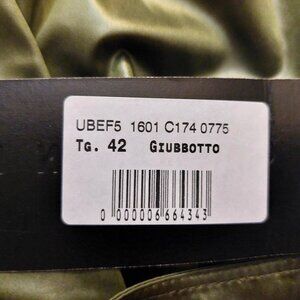 UBEF5 1601 C174 0775
TG. 42 GIUBBOTTO
0 000006 664343